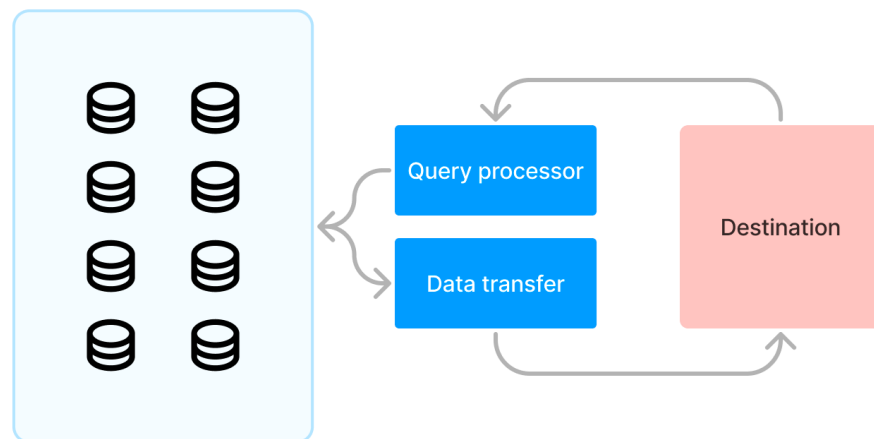 Query processor
Data transfer
Destination